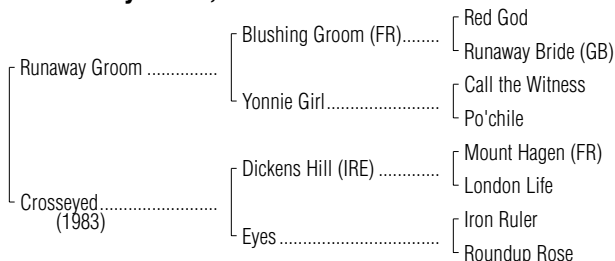 Red God
Blushing Groom (FR)........
Runaway Bride (GB)
Runaway Groom ...............
Call the Witness
Yonnie Girl........................
Po'chile
Mount Hagen (FR)
Dickens Hill (IRE) .............
London Life
Crosseyed.........................
(1983)
Iron Ruler
Eyes ..................................
Roundup Rose